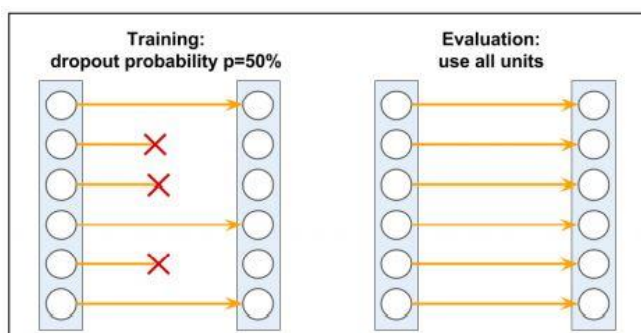 Training:
dropout probability p=50%
Evaluation:
use all units